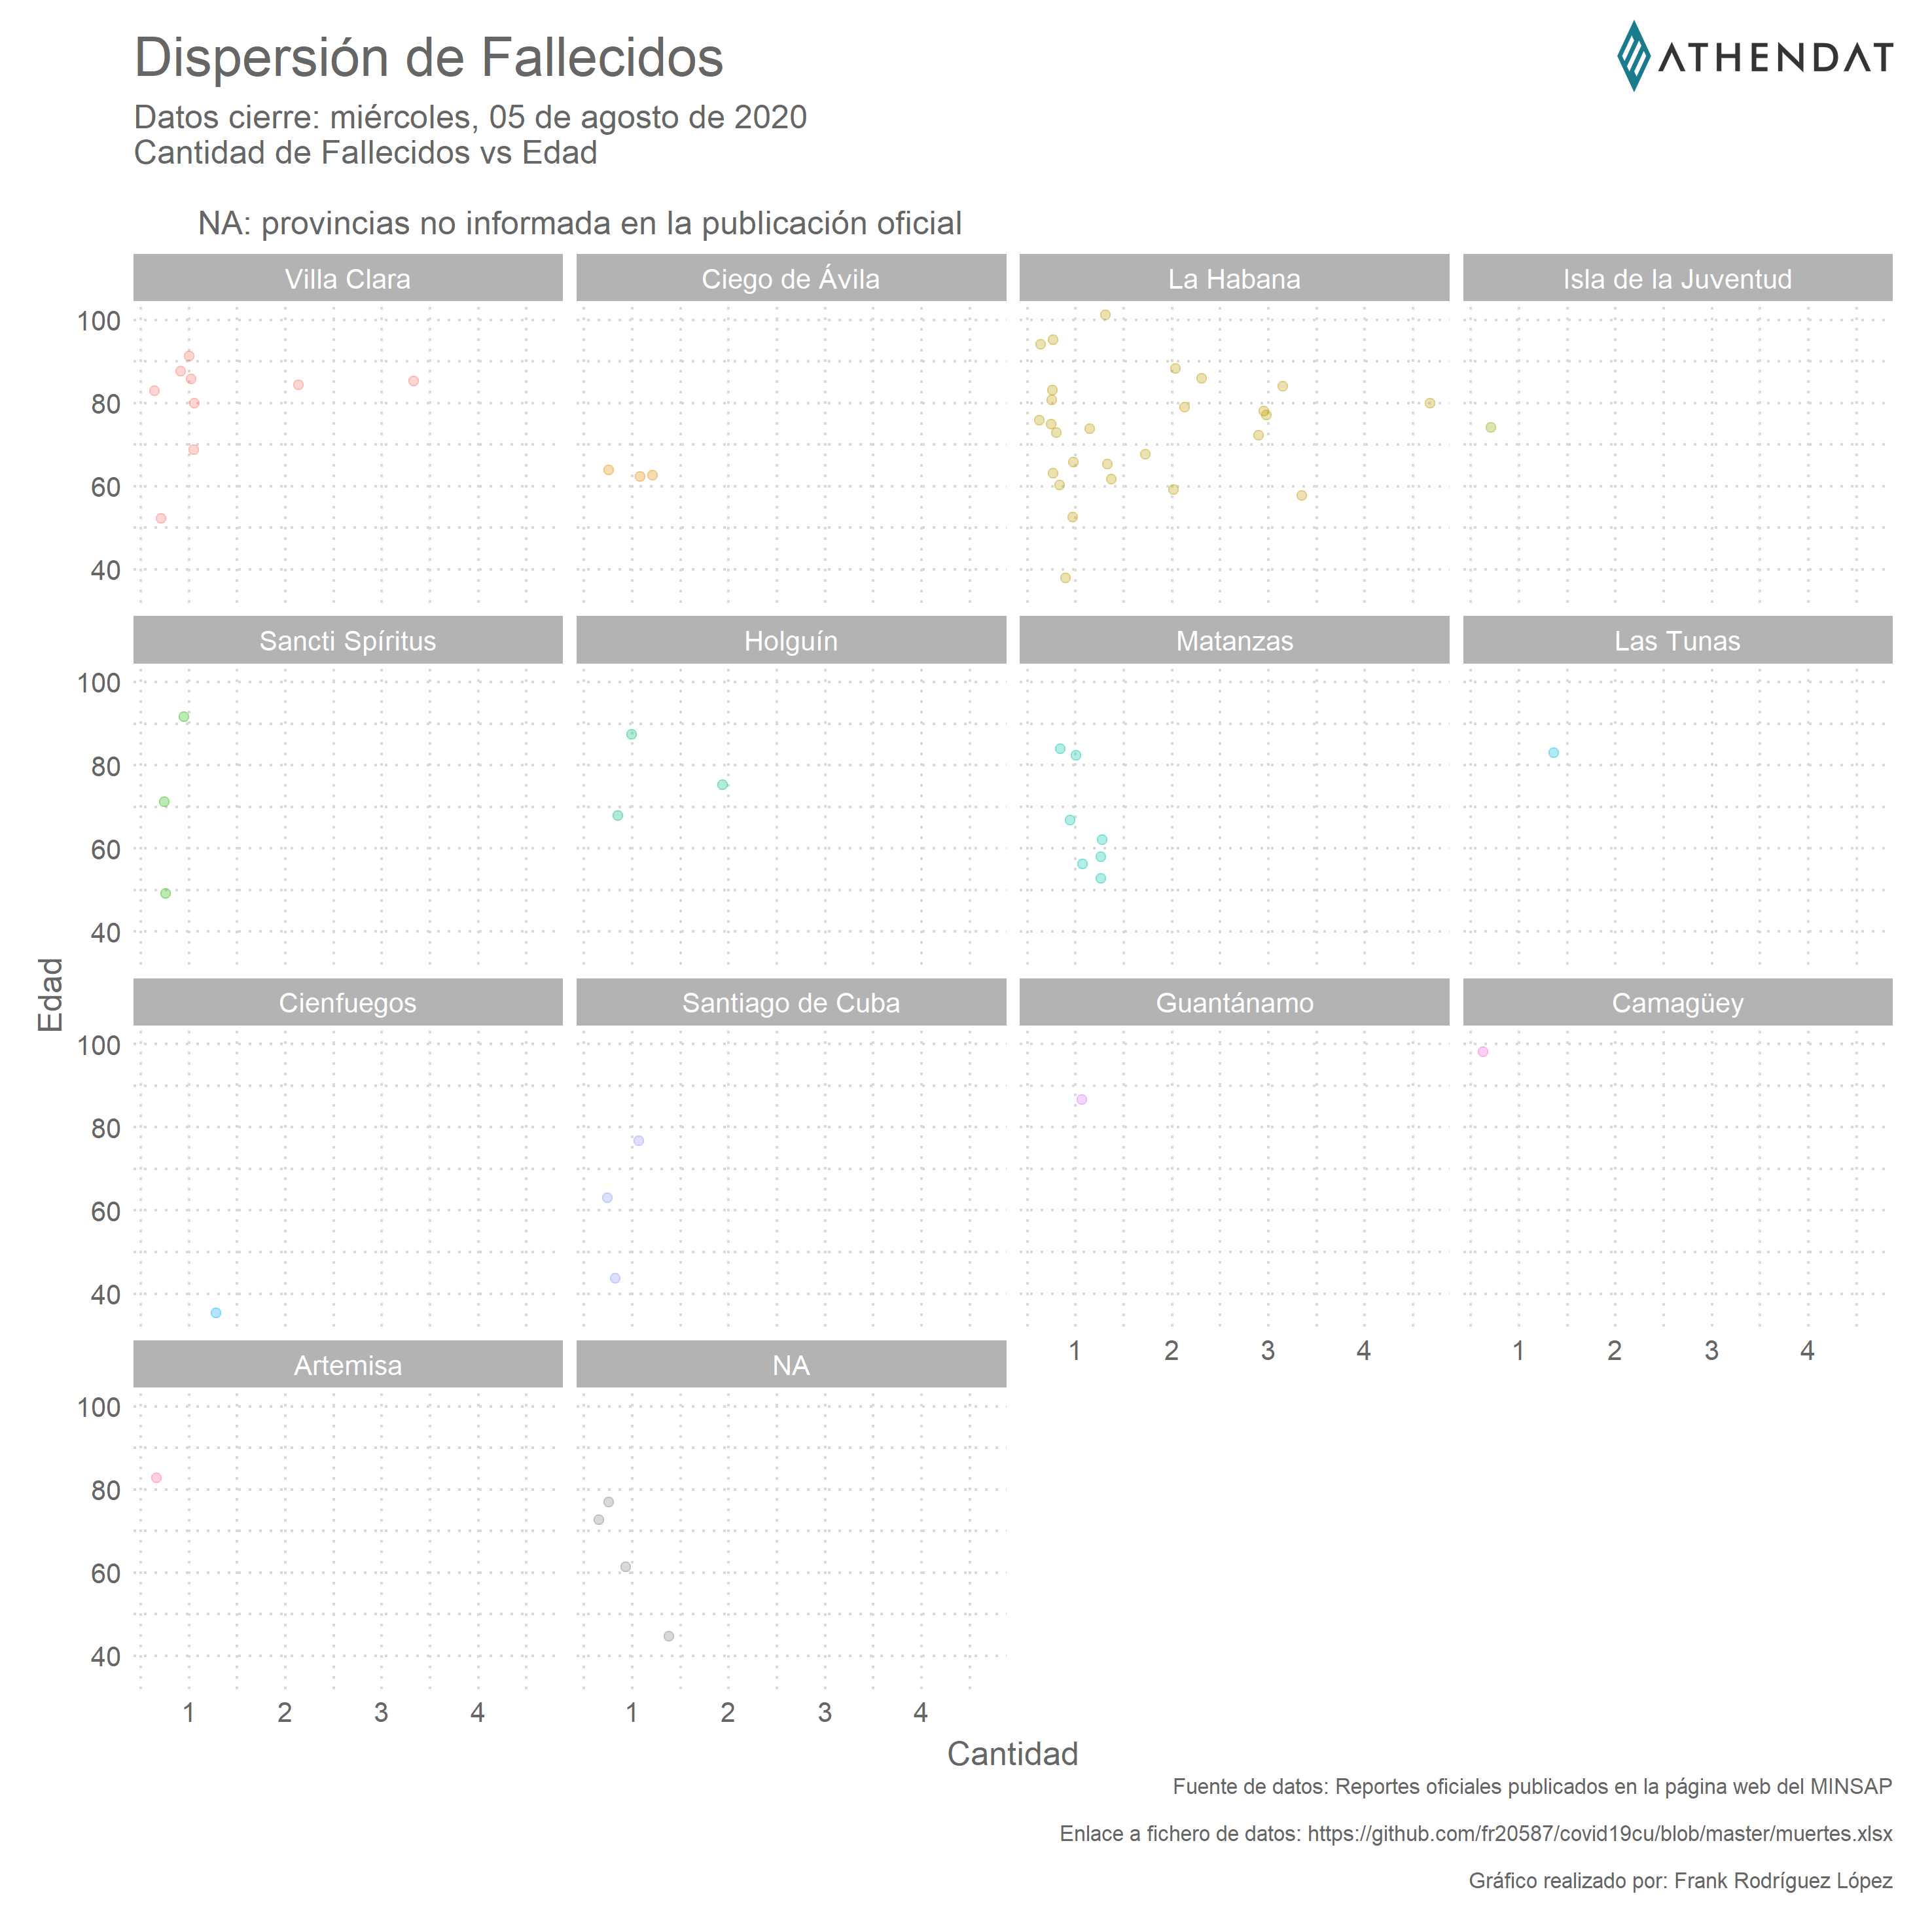 Dispersión de Fallecidos
ATHENDAT
Datos cierre: miércoles, 05 de agosto de 2020
Cantidad de Fallecidos vs Edad
NA: provincias no informada en la publicación oficial
Villa Clara
Ciego de Ávila
La Habana
Isla de la Juventud
100
80
60
40
Sancti Spíritus
Holguín
Matanzas
Las Tunas
100
80
60
40
Edad
Cienfuegos
Santiago de Cuba
Guantánamo
Camagüey
100
80
60
40
1 2 3 4
1 2 3 4
Artemisa
NA
100
80
60
40
1 2 3 4
1 2 3 4
Cantidad
Fuente de datos: Reportes oficiales publicados en la página web del MINSAP
Enlace a fichero de datos: https://github.com/fr20587/covid19cu/blob/master/muertes.xlsx
Gráfico realizado por: Frank Rodríguez López